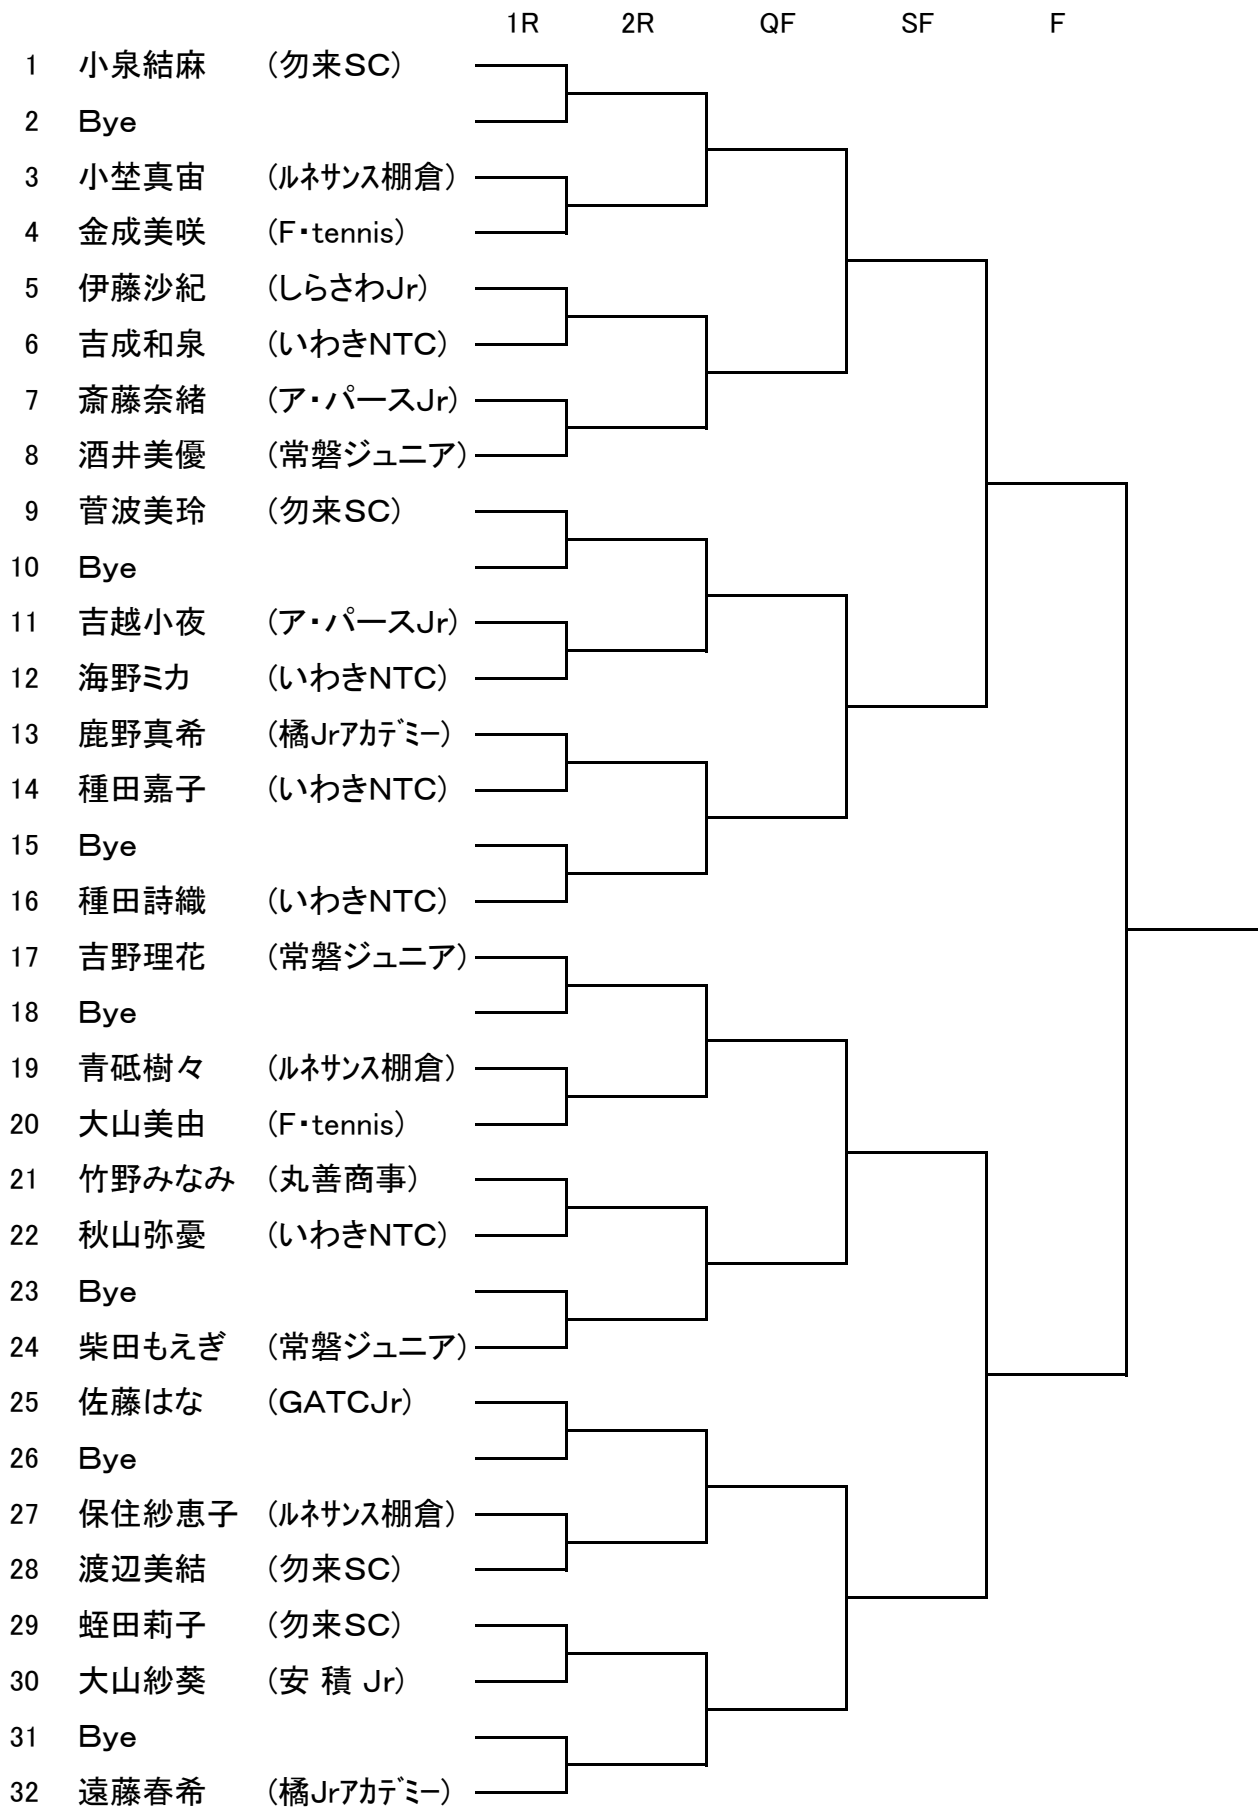 1R 2R QF SF F
1 小泉結麻 (勿来SC)
2 Bye
3 小埜真宙 (ﾙﾈｻﾝｽ棚倉)
4 金成美咲 (F・tennis)
5 伊藤沙紀 (しらさわJr)
6 吉成和泉 (いわきNTC)
7 斎藤奈緒 (ア・パースJr)
8 酒井美優 (常磐ジュニア)
9 菅波美玲 (勿来SC)
10 Bye
11 吉越小夜 (ア・パースJr)
12 海野ミカ (いわきNTC)
13 鹿野真希 (橘Jrｱｶﾃﾞﾐｰ)
14 種田嘉子 (いわきNTC)
15 Bye
16 種田詩織 (いわきNTC)
17 吉野理花 (常磐ジュニア)
18 Bye
19 青砥樹々 (ﾙﾈｻﾝｽ棚倉)
20 大山美由 (F・tennis)
21 竹野みなみ (丸善商事)
22 秋山弥憂 (いわきNTC)
23 Bye
24 柴田もえぎ (常磐ジュニア)
25 佐藤はな (GATCJr)
26 Bye
27 保住紗恵子 (ﾙﾈｻﾝｽ棚倉)
28 渡辺美結 (勿来SC)
29 蛭田莉子 (勿来SC)
30 大山紗葵 (安 積 Jr)
31 Bye
32 遠藤春希 (橘Jrｱｶﾃﾞﾐｰ)